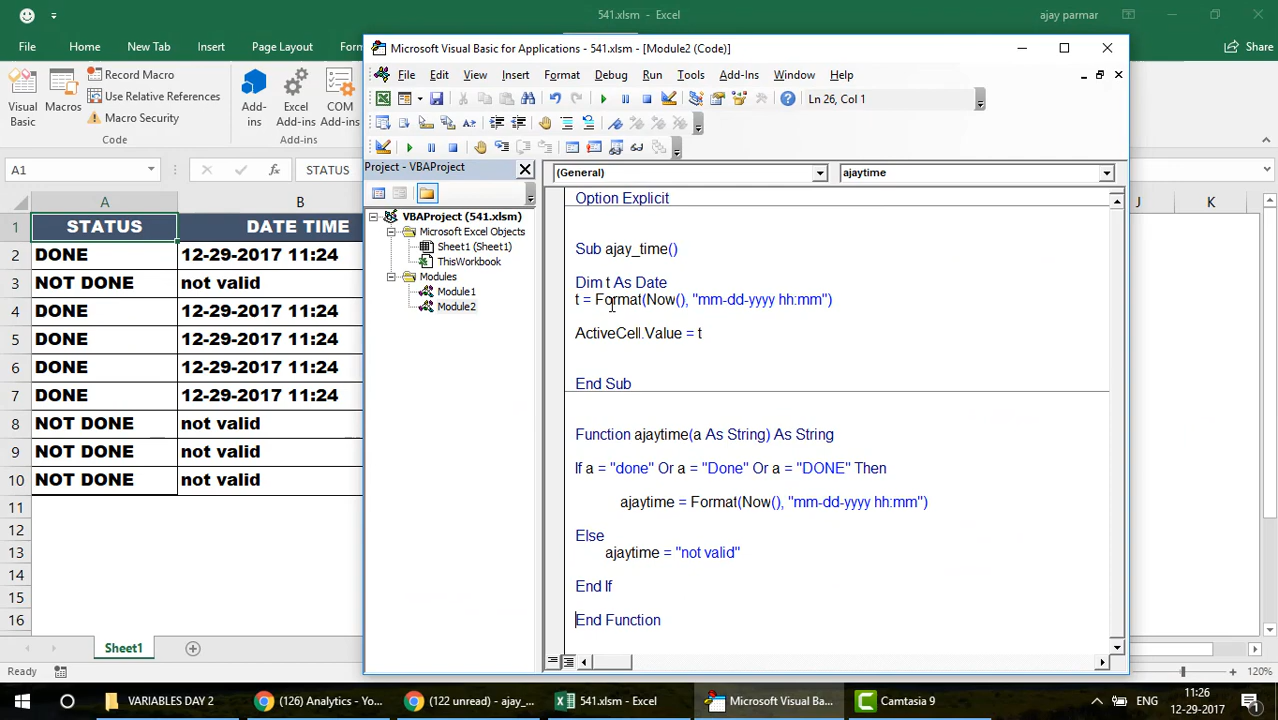 541.xlsm - Excel
ajay parmar
File
Home
New Tab
Insert
Page Layout
Share
Visual Basic
Macros
Record Macro
Use Relative References
Macro Security
Code
Add-ins
Excel Add-ins
COM Add-ins
Add-ins
A1
STATUS
A
B
J
K
1 STATUS DATE TIME
2 DONE 12-29-2017 11:24
3 NOT DONE not valid
4 DONE 12-29-2017 11:24
5 DONE 12-29-2017 11:24
6 DONE 12-29-2017 11:24
7 DONE 12-29-2017 11:24
8 NOT DONE not valid
9 NOT DONE not valid
10 NOT DONE not valid
11
12
13
14
15
16
Sheet1
Ready
120%
Microsoft Visual Basic for Applications - 541.xlsm - [Module2 (Code)]
File Edit View Insert Format Debug Run Tools Add-Ins Window Help
Ln 26, Col 1
Project - VBAProject
VBAProject (541.xlsm)
Microsoft Excel Objects
Sheet1 (Sheet1)
ThisWorkbook
Modules
Module1
Module2
(General)
ajaytime
Option Explicit
Sub ajay_time()
Dim t As Date
t = Format(Now(), "mm-dd-yyyy hh:mm")
ActiveCell.Value = t
End Sub
Function ajaytime(a As String) As String
If a = "done" Or a = "Done" Or a = "DONE" Then
ajaytime = Format(Now(), "mm-dd-yyyy hh:mm")
Else
ajaytime = "not valid"
End If
End Function
VARIABLES DAY 2
(126) Analytics - Yo...
(122 unread) - ajay_...
541.xlsm - Excel
Microsoft Visual Ba...
Camtasia 9
ENG
11:26
12-29-2017